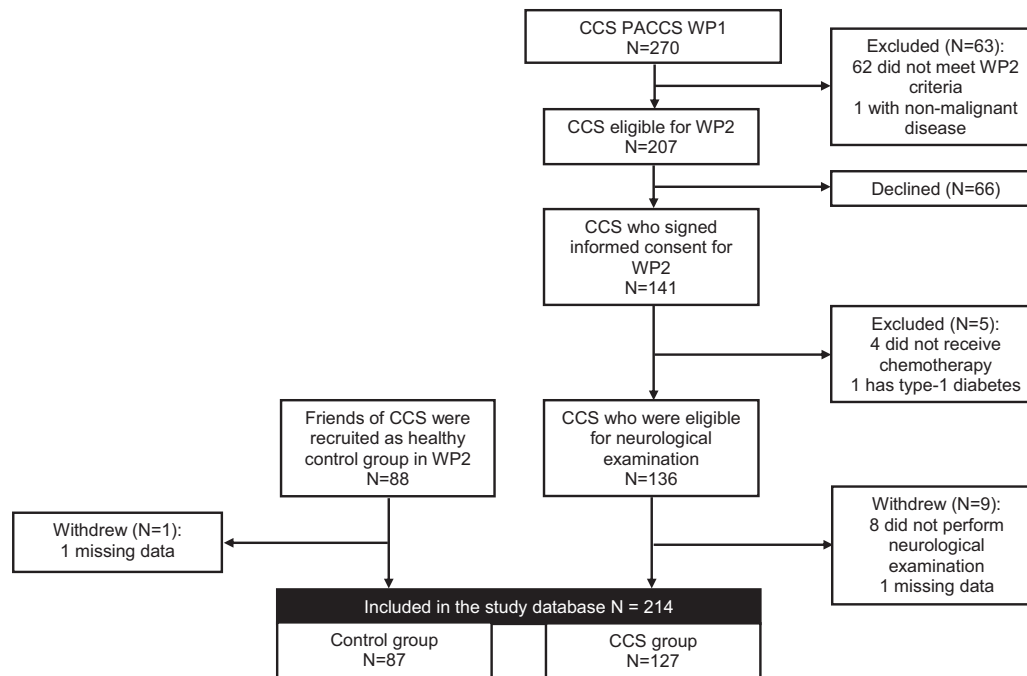 CCS PACCS WP1
N=270
Excluded (N=63):
62 did not meet WP2
criteria
1 with non-malignant
disease
CCS eligible for WP2
N=207
Declined (N=66)
CCS who signed
informed consent for
WP2
N=141
Excluded (N=5):
4 did not receive
chemotherapy
1 has type-1 diabetes
Friends of CCS were
recruited as healthy
control group in WP2
N=88
CCS who were eligible
for neurological
examination
N=136
Withdrew (N=1):
1 missing data
Withdrew (N=9):
8 did not perform
neurological
examination
1 missing data
Included in the study database N = 214
Control group
N=87
CCS group
N=127